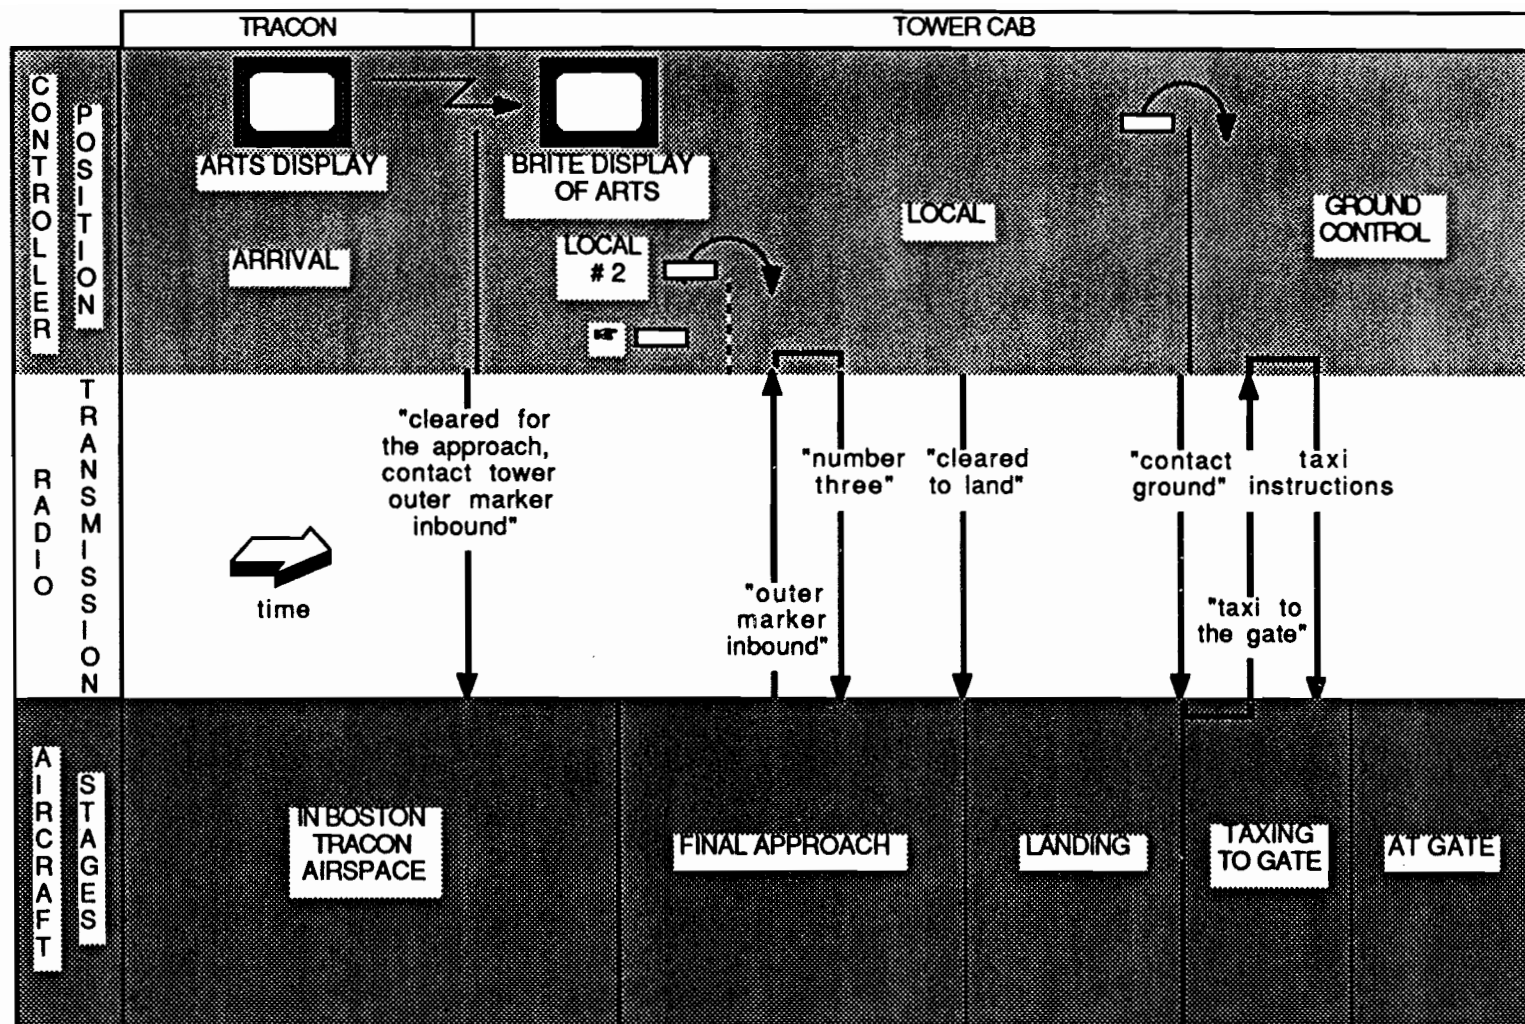 TRACON
TOWER CAB
CONTROLLER
POSITION
ARTS DISPLAY
BRITE DISPLAY
OF ARTS
ARRIVAL
LOCAL
# 2
LOCAL
GROUND
CONTROL
RADIO
TRANSMISSION
"cleared for
the approach,
contact tower
outer marker
inbound"
time
"outer
marker
inbound"
"number
three"
"cleared
to land"
"contact
ground"
"taxi to
the gate"
taxi
instructions
AIRCRAFT
STAGES
IN BOSTON
TRACON
AIRSPACE
FINAL APPROACH
LANDING
TAXING
TO GATE
AT GATE